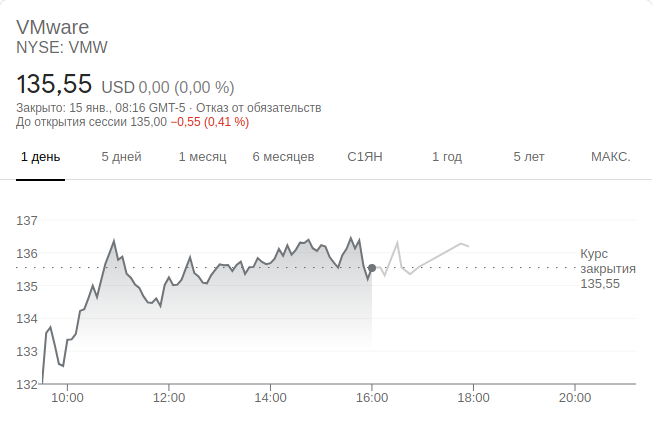 VMware
NYSE: VMW
135,55 USD 0,00 (0,00 %)
Закрыто: 15 янв., 08:16 GMT-5 · Отказ от обязательств
До открытия сессии 135,00 −0,55 (0,41 %)
1 день 5 дней 1 месяц 6 месяцев С1ЯН 1 год 5 лет МАКС.
137
136
135
134
133
132
Курс
закрытия
135,55
10:00 12:00 14:00 16:00 18:00 20:00